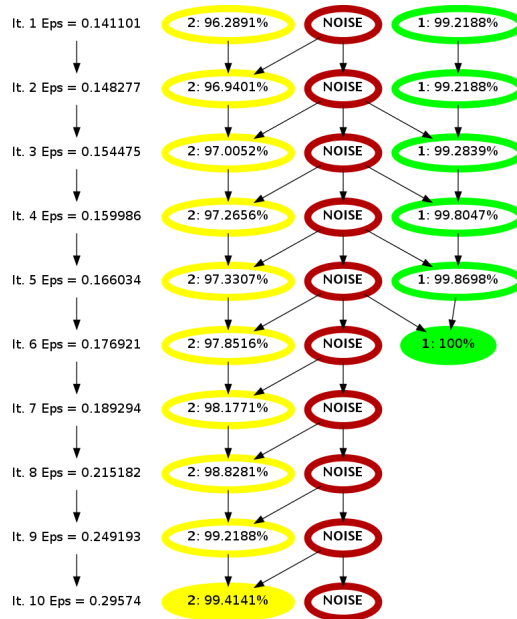 It. 1 Eps = 0.141101 2: 96.2891% NOISE 1: 99.2188%
It. 2 Eps = 0.148277 2: 96.9401% NOISE 1: 99.2188%
It. 3 Eps = 0.154475 2: 97.0052% NOISE 1: 99.2839%
It. 4 Eps = 0.159986 2: 97.2656% NOISE 1: 99.8047%
It. 5 Eps = 0.166034 2: 97.3307% NOISE 1: 99.8698%
It. 6 Eps = 0.176921 2: 97.8516% NOISE 1: 100%
It. 7 Eps = 0.189294 2: 98.1771% NOISE
It. 8 Eps = 0.215182 2: 98.8281% NOISE
It. 9 Eps = 0.249193 2: 99.2188% NOISE
It. 10 Eps = 0.29574 2: 99.4141% NOISE